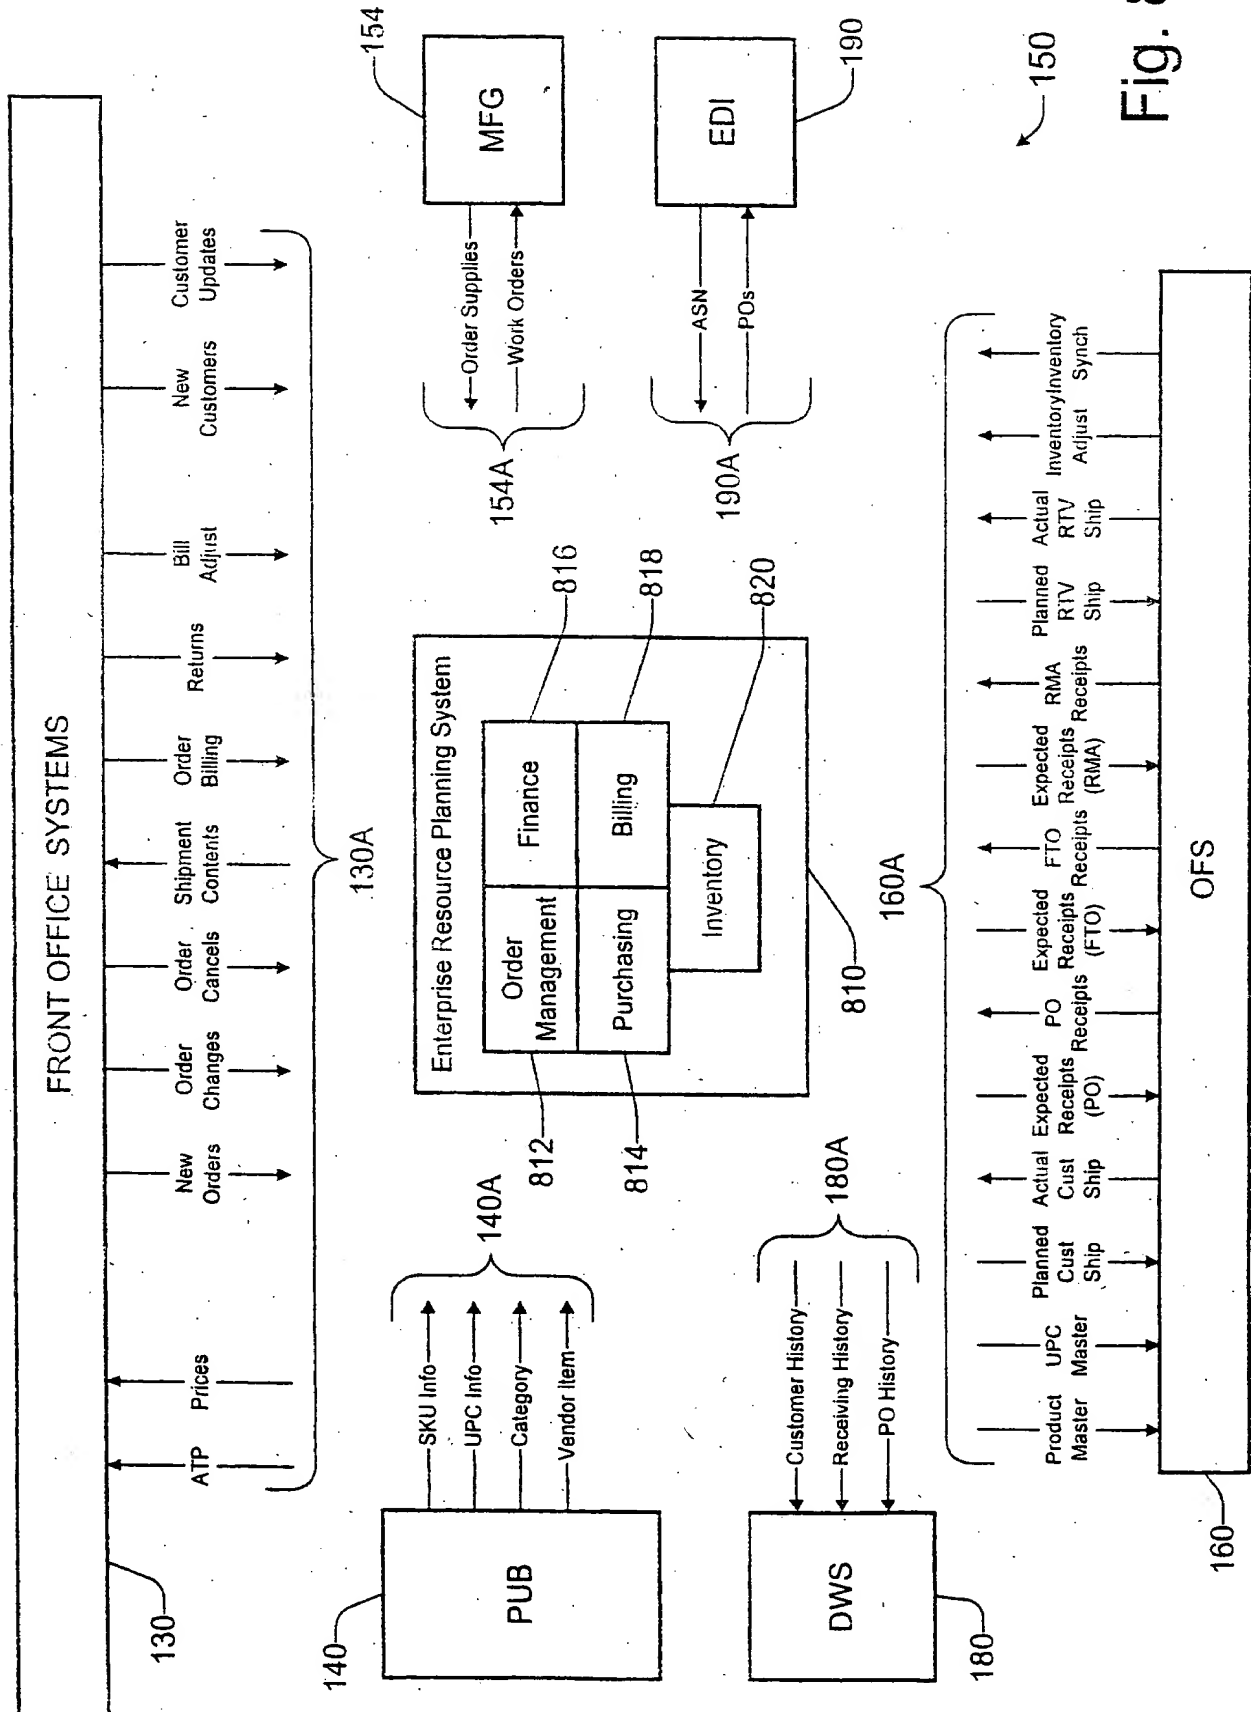 FRONT OFFICE SYSTEMS
130
ATP
Prices
New
Orders
Order
Changes
Order
Cancels
Shipment
Contents
Order
Billing
Returns
Bill
Adjust
New
Customers
Customer
Updates
130A
140
PUB
SKU Info
UPC Info
Category
Vendor Item
140A
Enterprise Resource Planning System
Order
Management
Finance
Purchasing
Billing
Inventory
812
814
816
818
820
810
154
MFG
Order Supplies
Work Orders
154A
190
EDI
ASN
POs
190A
180
DWS
Customer History
Receiving History
PO History
180A
160A
Product
Master
UPC
Master
Planned
Cust
Ship
Actual
Cust
Ship
Expected
Receipts
(PO)
PO
Receipts
Expected
Receipts
(FTO)
FTO
Receipts
Expected
Receipts
(RMA)
RMA
Receipts
Planned
RTV
Ship
Actual
RTV
Ship
Inventory
Adjust
Inventory
Synch
OFS
160
150
Fig. 8